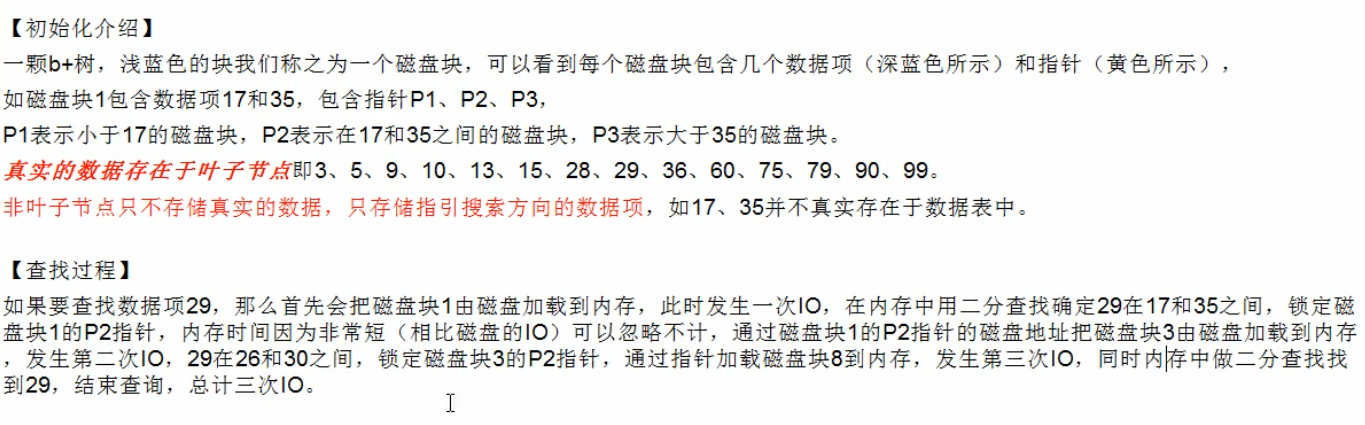 【初始化介绍】
一颗b+树，浅蓝色的块我们称之为一个磁盘块，可以看到每个磁盘块包含几个数据项（深蓝色所示）和指针（黄色所示），
如磁盘块1包含数据项17和35，包含指针P1、P2、P3，
P1表示小于17的磁盘块，P2表示在17和35之间的磁盘块，P3表示大于35的磁盘块。
真实的数据存在于叶子节点即3、5、9、10、13、15、28、29、36、60、75、79、90、99。
非叶子节点只不存储真实的数据，只存储指引搜索方向的数据项，如17、35并不真实存在于数据表中。
【查找过程】
如果要查找数据项29，那么首先会把磁盘块1由磁盘加载到内存，此时发生一次IO，在内存中用二分查找确定29在17和35之间，锁定磁
盘块1的P2指针，内存时间因为非常短（相比磁盘的IO）可以忽略不计，通过磁盘块1的P2指针的磁盘地址把磁盘块3由磁盘加载到内存
，发生第二次IO，29在26和30之间，锁定磁盘块3的P2指针，通过指针加载磁盘块8到内存，发生第三次IO，同时内存中做二分查找找
到29，结束查询，总计三次IO。